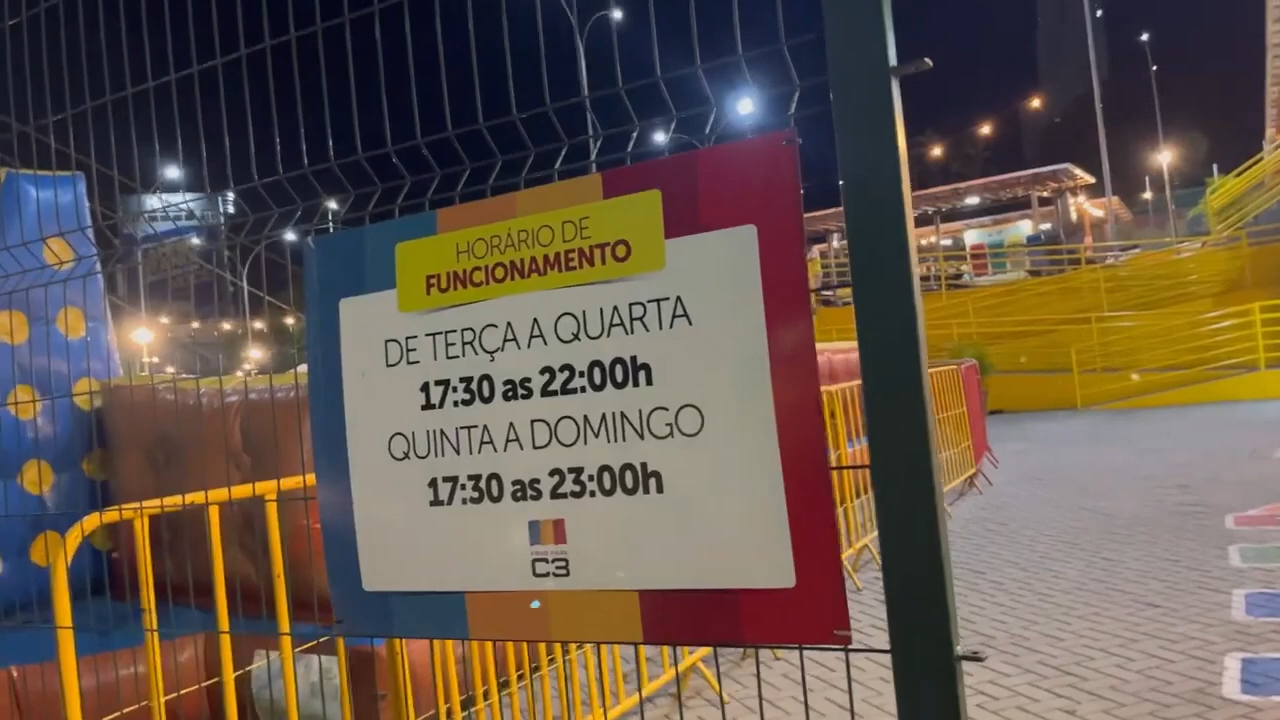 HORÁRIO DE
FUNCIONAMENTO
DE TERÇA A QUARTA
17:30 as 22:00h
QUINTA A DOMINGO
17:30 as 23:00h
C3